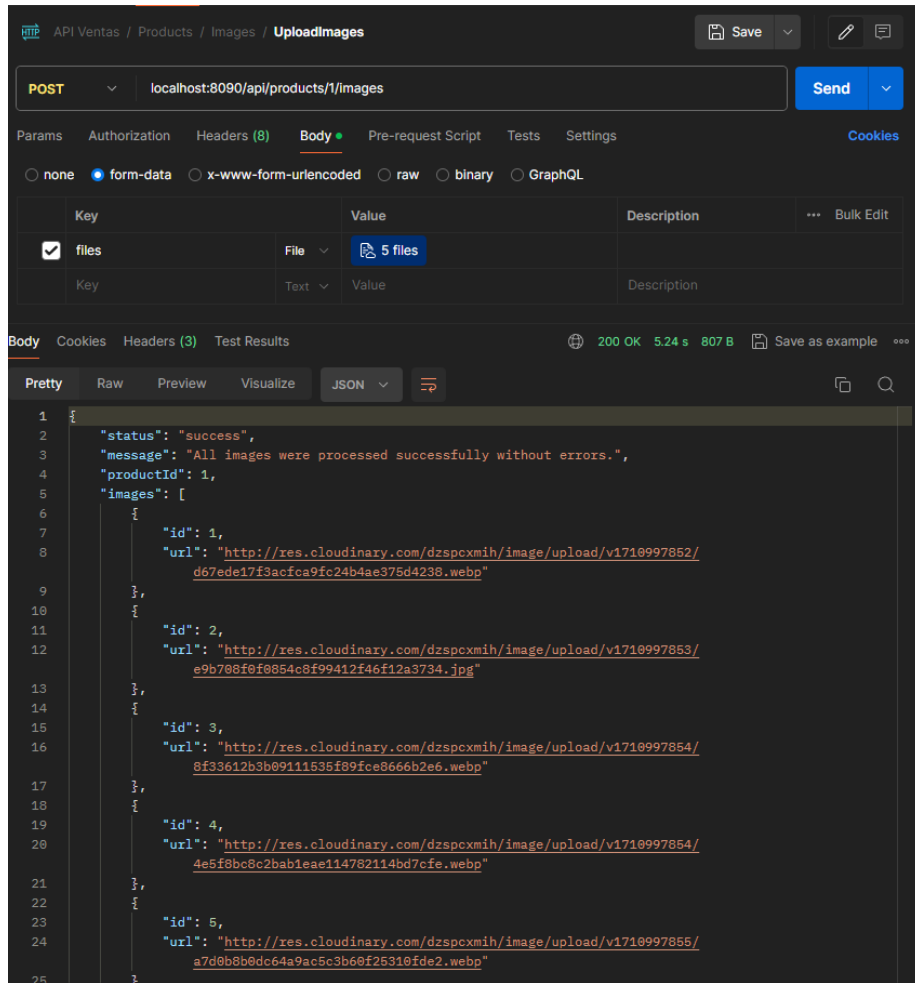 HTTP API Ventas / Products / Images / UploadImages Save
POST localhost:8090/api/products/1/images Send
Params Authorization Headers (8) Body Pre-request Script Tests Settings Cookies
none form-data x-www-form-urlencoded raw binary GraphQL
Key Value Description Bulk Edit
files File 5 files
Key Text Value Description
Body Cookies Headers (3) Test Results 200 OK 5.24 s 807 B Save as example
Pretty Raw Preview Visualize JSON
1 {
2 "status": "success",
3 "message": "All images were processed successfully without errors.",
4 "productId": 1,
5 "images": [
6 {
7 "id": 1,
8 "url": "http://res.cloudinary.com/dzspcxmih/image/upload/v1710997852/
d67ede17f3acfca9fc24b4ae375d4238.webp"
9 },
10 {
11 "id": 2,
12 "url": "http://res.cloudinary.com/dzspcxmih/image/upload/v1710997853/
e9b708f0f0854c8f99412f46f12a3734.jpg"
13 },
14 {
15 "id": 3,
16 "url": "http://res.cloudinary.com/dzspcxmih/image/upload/v1710997854/
8f33612b3b09111535f89fce8666b2e6.webp"
17 },
18 {
19 "id": 4,
20 "url": "http://res.cloudinary.com/dzspcxmih/image/upload/v1710997854/
4e5f8bc8c2bab1eae114782114bd7cfe.webp"
21 },
22 {
23 "id": 5,
24 "url": "http://res.cloudinary.com/dzspcxmih/image/upload/v1710997855/
a7d0b8b0dc64a9ac5c3b60f25310fde2.webp"
25 }